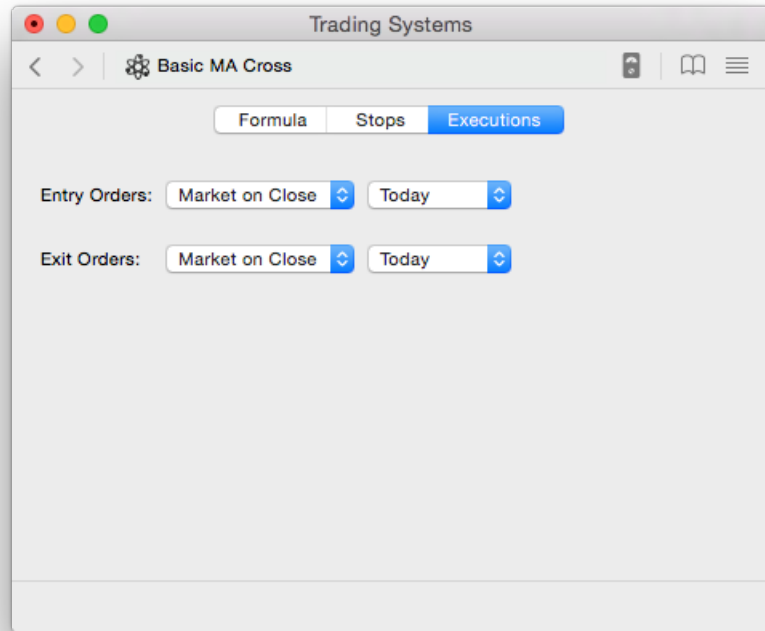 Trading Systems
Basic MA Cross
Formula Stops Executions
Entry Orders: Market on Close Today
Exit Orders: Market on Close Today